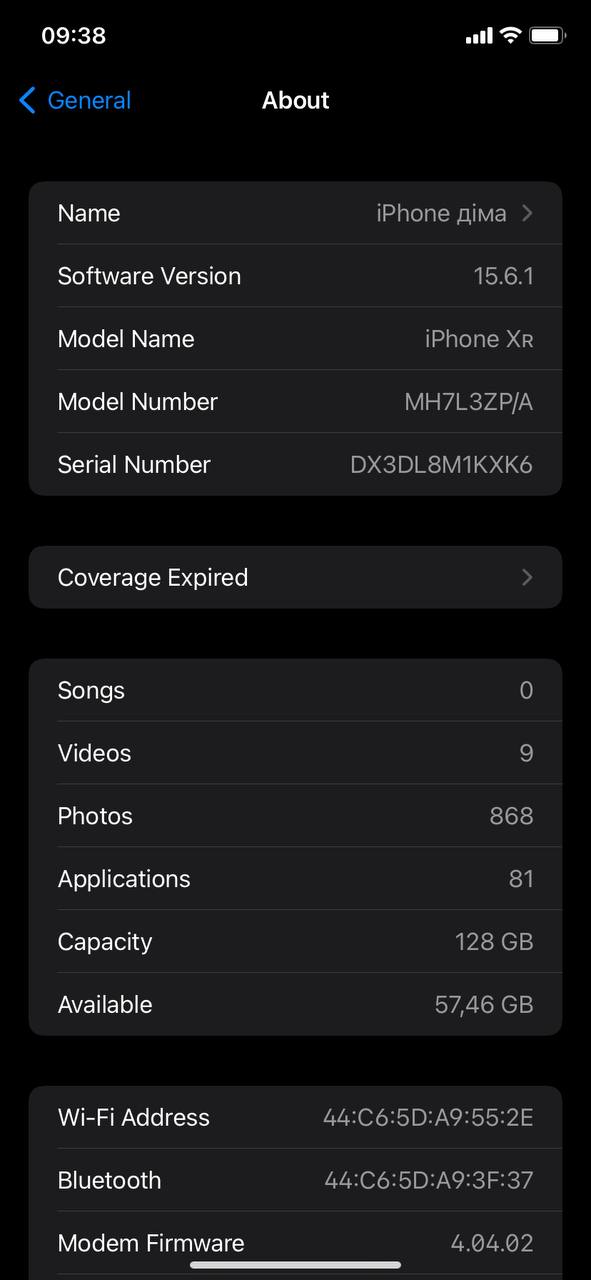 09:38
General
About
Name iPhone діма
Software Version 15.6.1
Model Name iPhone XR
Model Number MH7L3ZP/A
Serial Number DX3DL8M1KXK6
Coverage Expired
Songs 0
Videos 9
Photos 868
Applications 81
Capacity 128 GB
Available 57,46 GB
Wi-Fi Address 44:C6:5D:A9:55:2E
Bluetooth 44:C6:5D:A9:3F:37
Modem Firmware 4.04.02